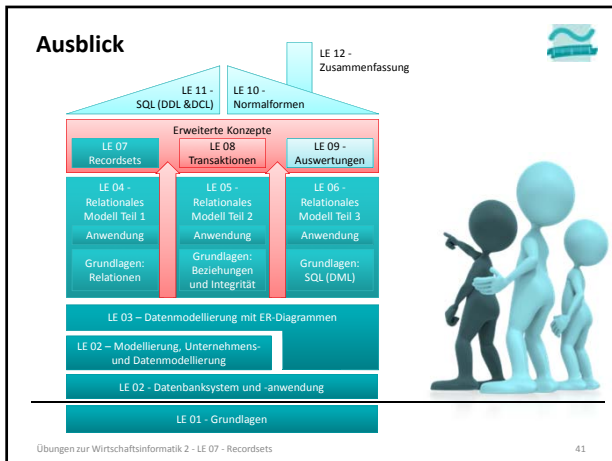 Ausblick
LE 12 -
Zusammenfassung
LE 11 -
SQL (DDL &DCL)
LE 10 -
Normalformen
Erweiterte Konzepte
LE 07
Recordsets
LE 08
Transaktionen
LE 09 -
Auswertungen
LE 04 -
Relationales
Modell Teil 1
Anwendung
Grundlagen:
Relationen
LE 05 -
Relationales
Modell Teil 2
Anwendung
Grundlagen:
Beziehungen
und Integrität
LE 06 -
Relationales
Modell Teil 3
Anwendung
Grundlagen:
SQL (DML)
LE 03 – Datenmodellierung mit ER-Diagrammen
LE 02 – Modellierung, Unternehmens-
und Datenmodellierung
LE 02 - Datenbanksystem und -anwendung
LE 01 - Grundlagen
Übungen zur Wirtschaftsinformatik 2 - LE 07 - Recordsets
41